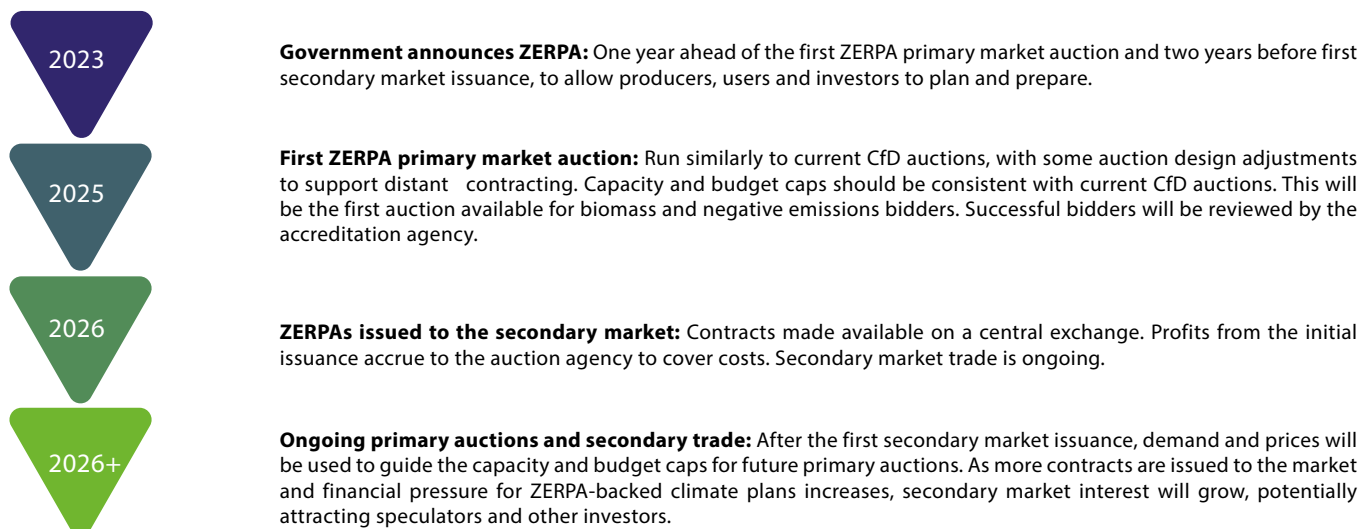 2023
Government announces ZERPA: One year ahead of the first ZERPA primary market auction and two years before first
secondary market issuance, to allow producers, users and investors to plan and prepare.
2025
First ZERPA primary market auction: Run similarly to current CfD auctions, with some auction design adjustments
to support distant contracting. Capacity and budget caps should be consistent with current CfD auctions. This will
be the first auction available for biomass and negative emissions bidders. Successful bidders will be reviewed by the
accreditation agency.
2026
ZERPAs issued to the secondary market: Contracts made available on a central exchange. Profits from the initial
issuance accrue to the auction agency to cover costs. Secondary market trade is ongoing.
2026+
Ongoing primary auctions and secondary trade: After the first secondary market issuance, demand and prices will
be used to guide the capacity and budget caps for future primary auctions. As more contracts are issued to the market
and financial pressure for ZERPA-backed climate plans increases, secondary market interest will grow, potentially
attracting speculators and other investors.